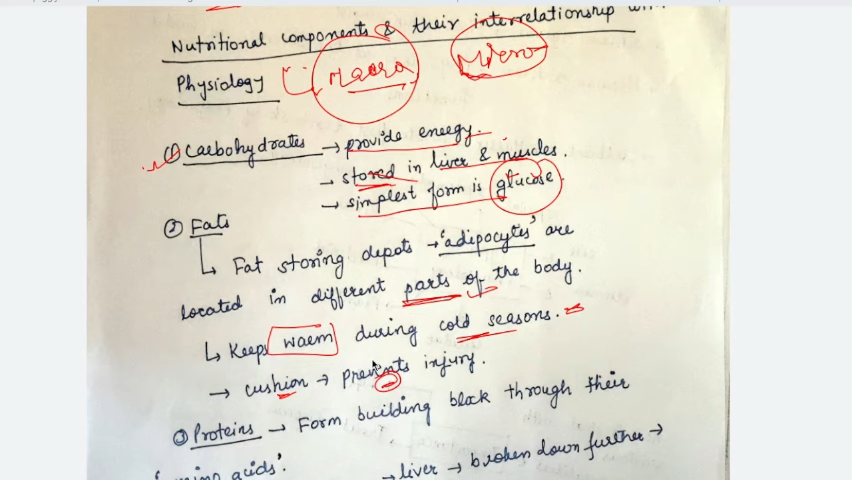 Nutritional components & their interrelationship with
Physiology Macro Micro
① Carbohydrates → provide energy.
→ stored in liver & muscles.
→ simplest form is glucose.
② Fats
↳ Fat storing depots → 'adipocytes' are
located in different parts of the body.
↳ Keeps warm during cold seasons.
→ cushion → prevents injury.
③ Proteins → Form building block through their
'amino acids'.
→ liver → broken down further →